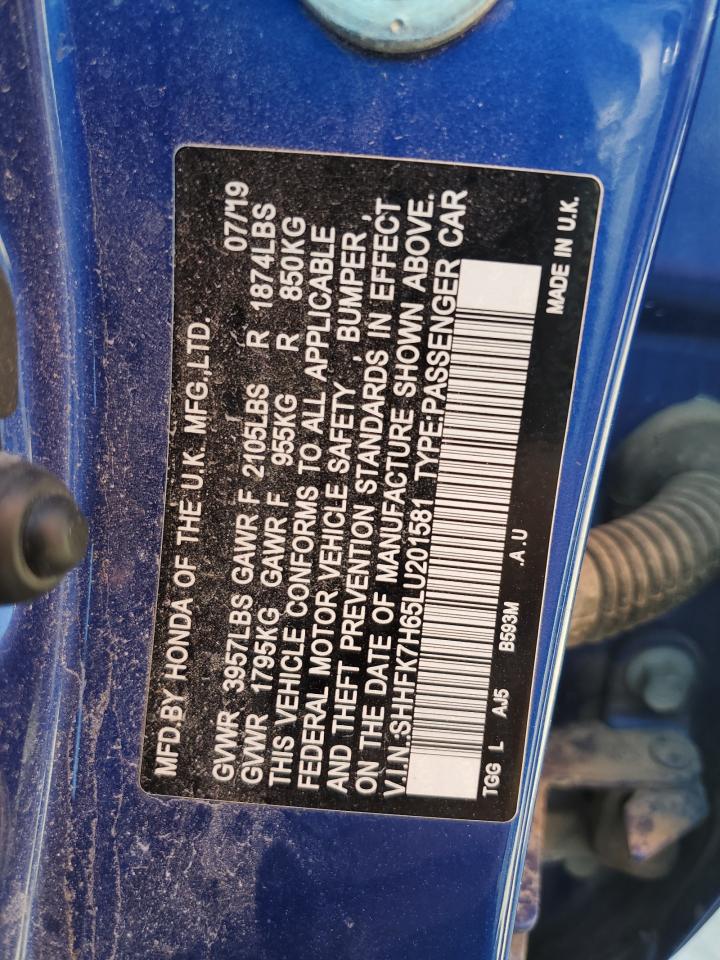 MFD.BY HONDA OF THE U.K. MFG.,LTD. 07/'19
GVWR 3957LBS GAWR F 2105LBS R 1874LBS
GVWR 1795KG GAWR F 955KG R 850KG
THIS VEHICLE CONFORMS TO ALL APPLICABLE
FEDERAL MOTOR VEHICLE SAFETY , BUMPER ,
AND THEFT PREVENTION STANDARDS IN EFFECT
ON THE DATE OF MANUFACTURE SHOWN ABOVE.
V.I.N.:SHHFK7H65LU201581 TYPE:PASSENGER CAR
TGG L AJ5 B593M .A .U MADE IN U.K.